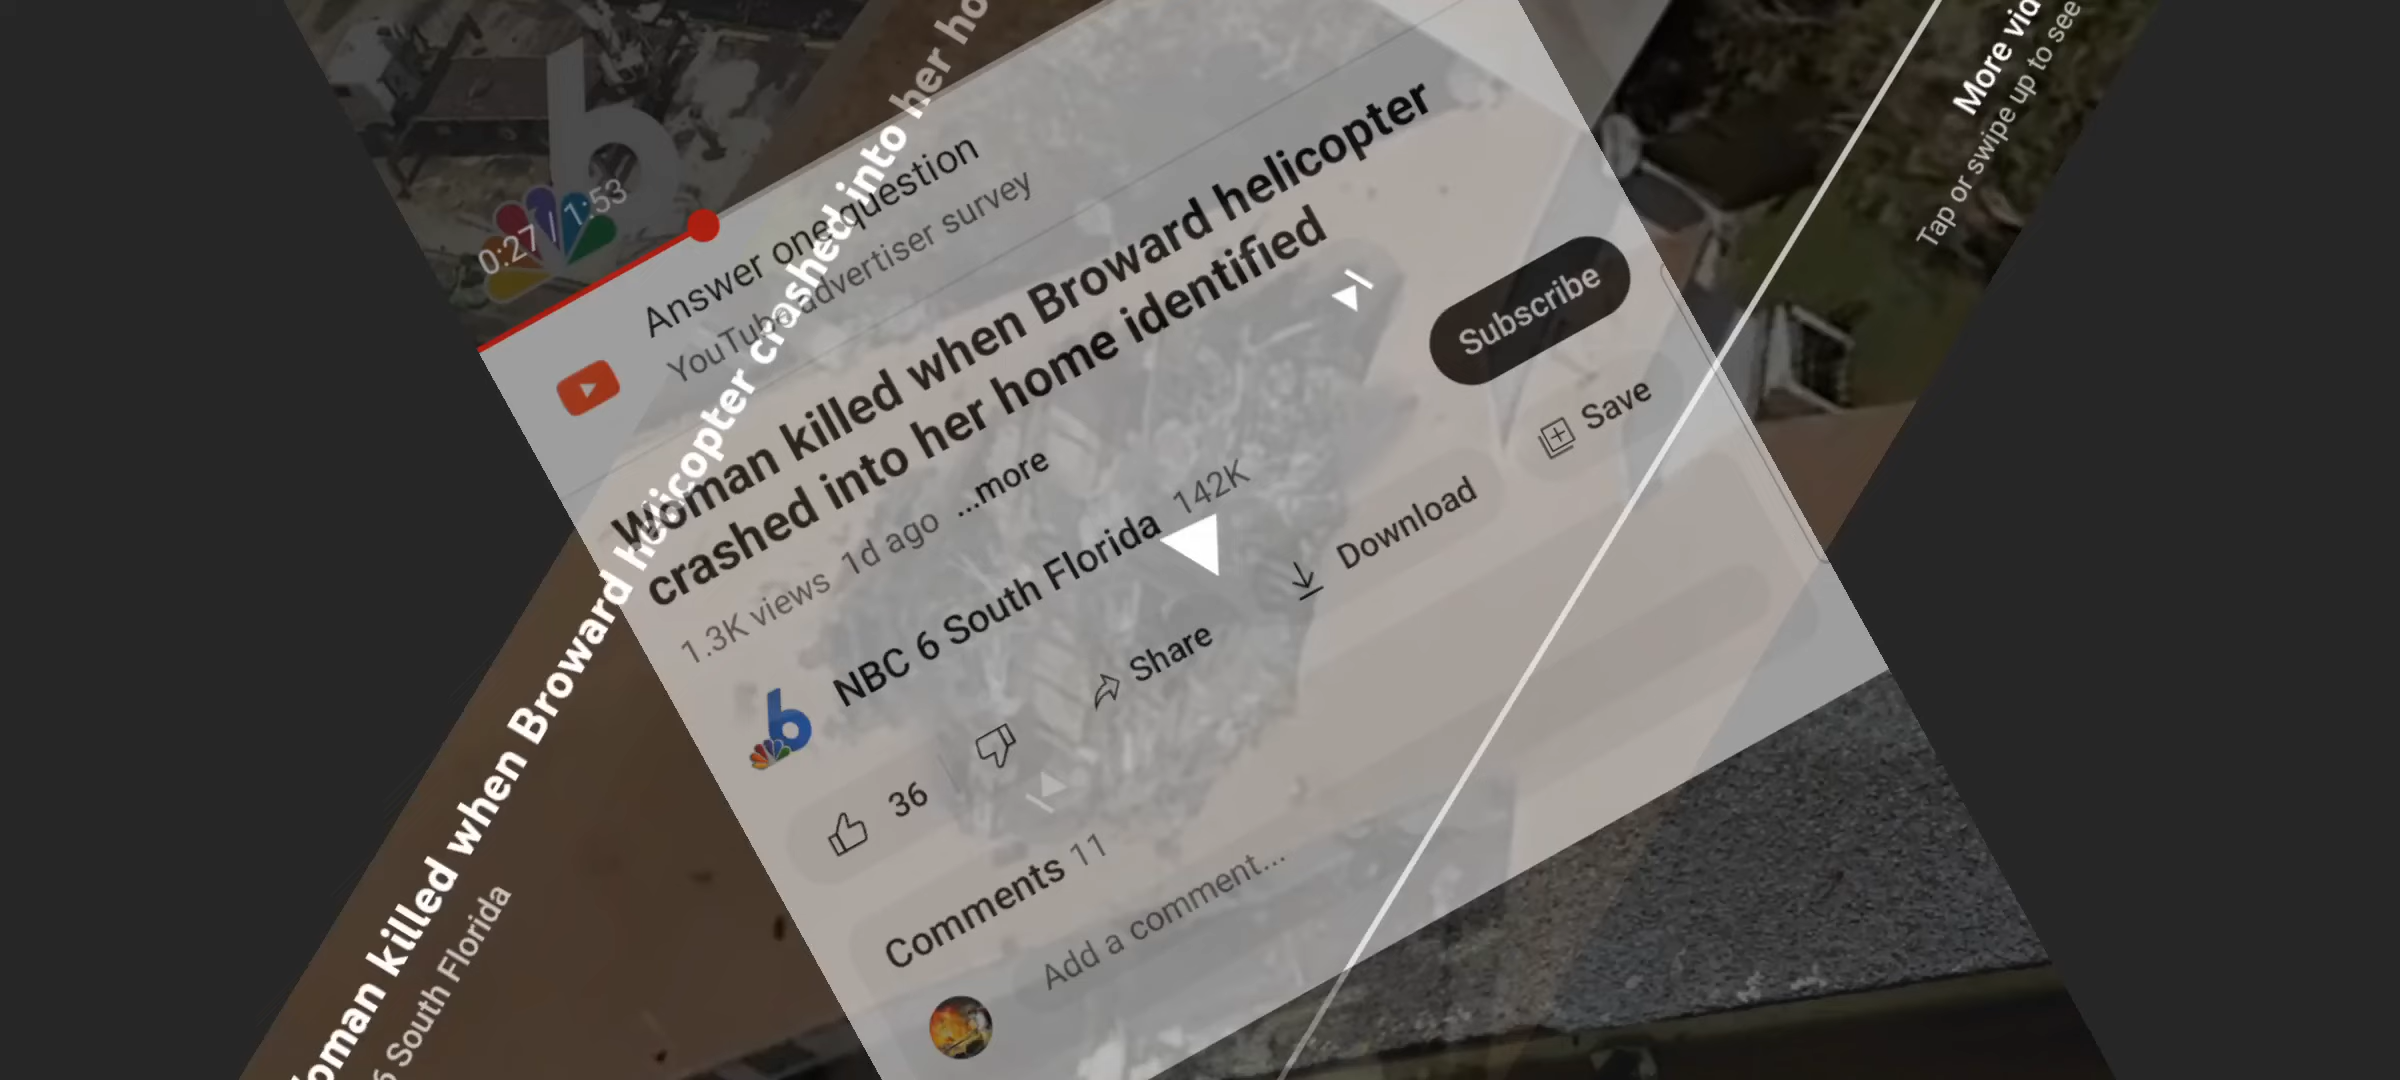 0:27 / 1:53
Answer one question
YouTube advertiser survey
Woman killed when Broward helicopter
crashed into her home identified
1.3K views 1d ago ...more
NBC 6 South Florida 142K
Subscribe
36
Share
Download
Save
Comments 11
Add a comment...
oman killed when Broward helicopter crashed into her ho
6 South Florida
More vid
Tap or swipe up to see